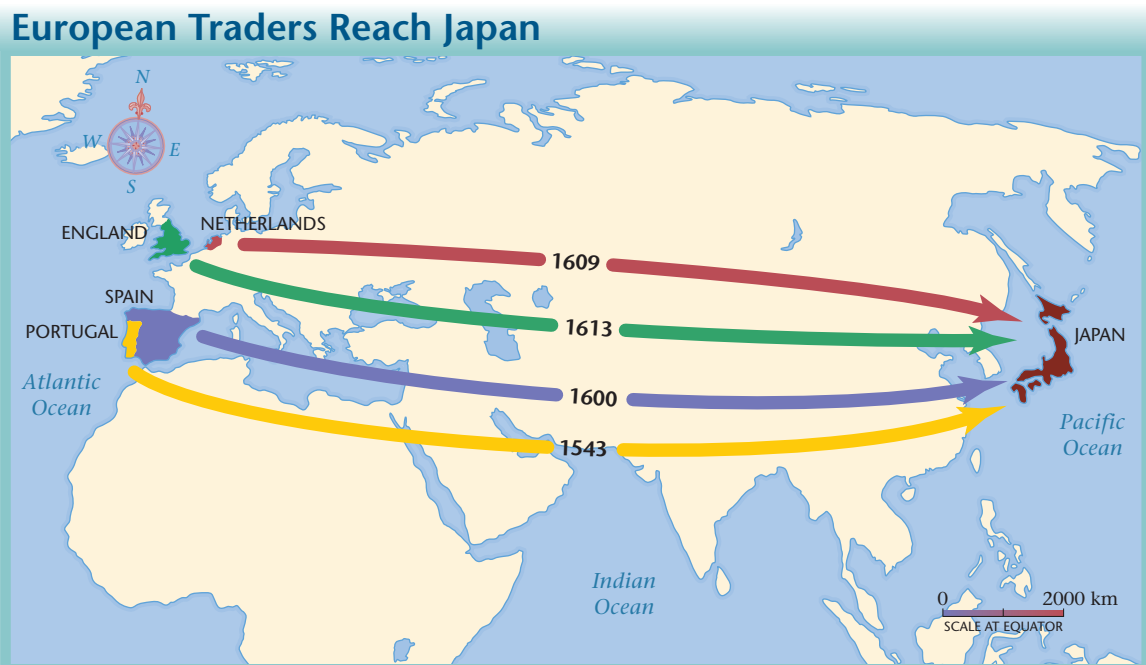 European Traders Reach Japan
N
W
E
S
ENGLAND
NETHERLANDS
1609
SPAIN
1613
PORTUGAL
JAPAN
Atlantic
Ocean
1600
Pacific
Ocean
1543
Indian
Ocean
0 2000 km
SCALE AT EQUATOR